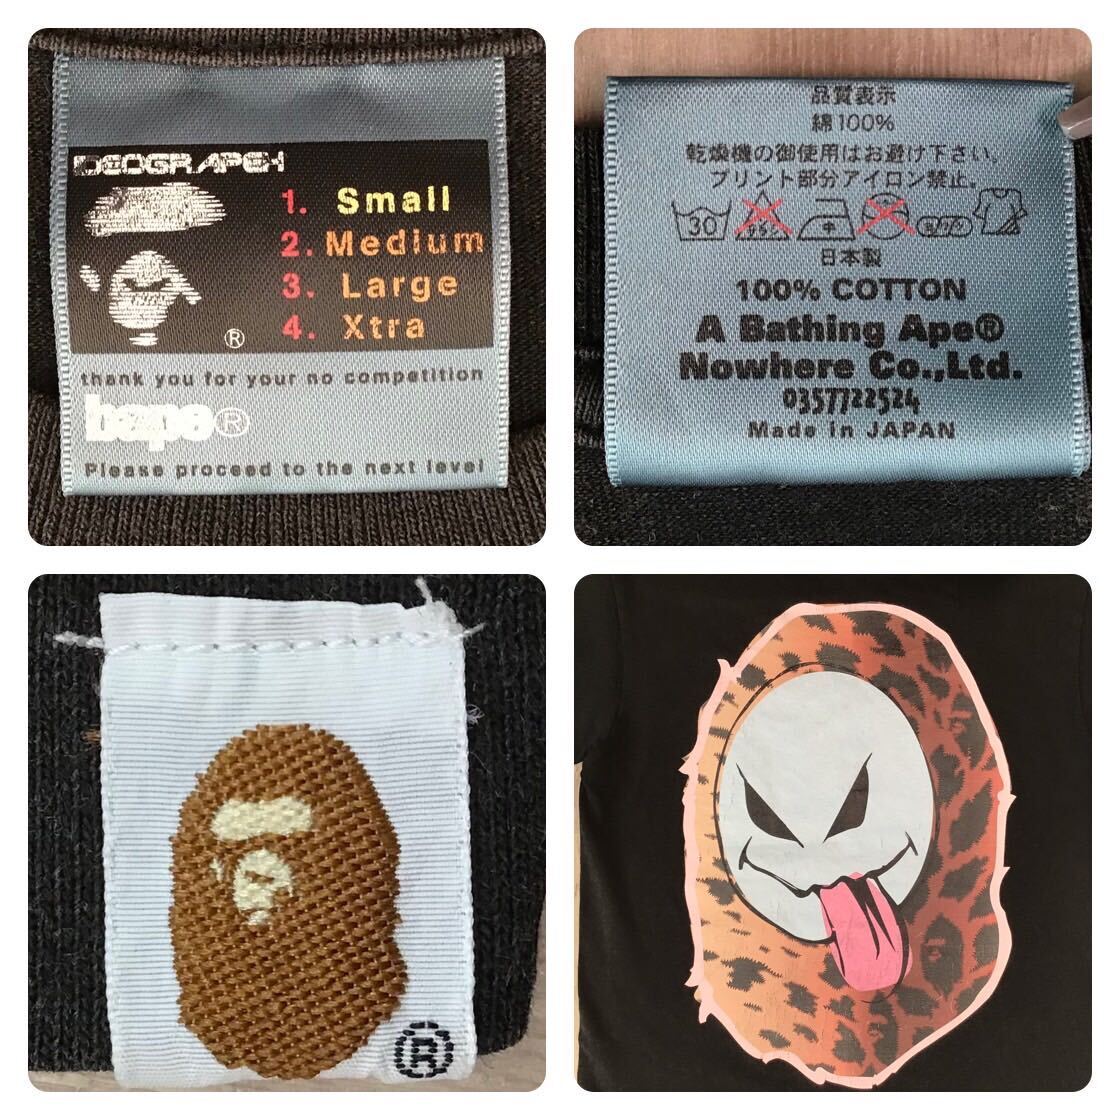 IDEOGRAPEH
1. Small
2. Medium
3. Large
4. Xtra
®
thank you for your no competition
bape®
Please proceed to the next level
品質表示
綿100%
乾燥機の御使用はお避け下さい。
プリント部分アイロン禁止。
30
中
日本製
100% COTTON
A Bathing Ape®
Nowhere Co.,Ltd.
0357722524
Made in JAPAN
®